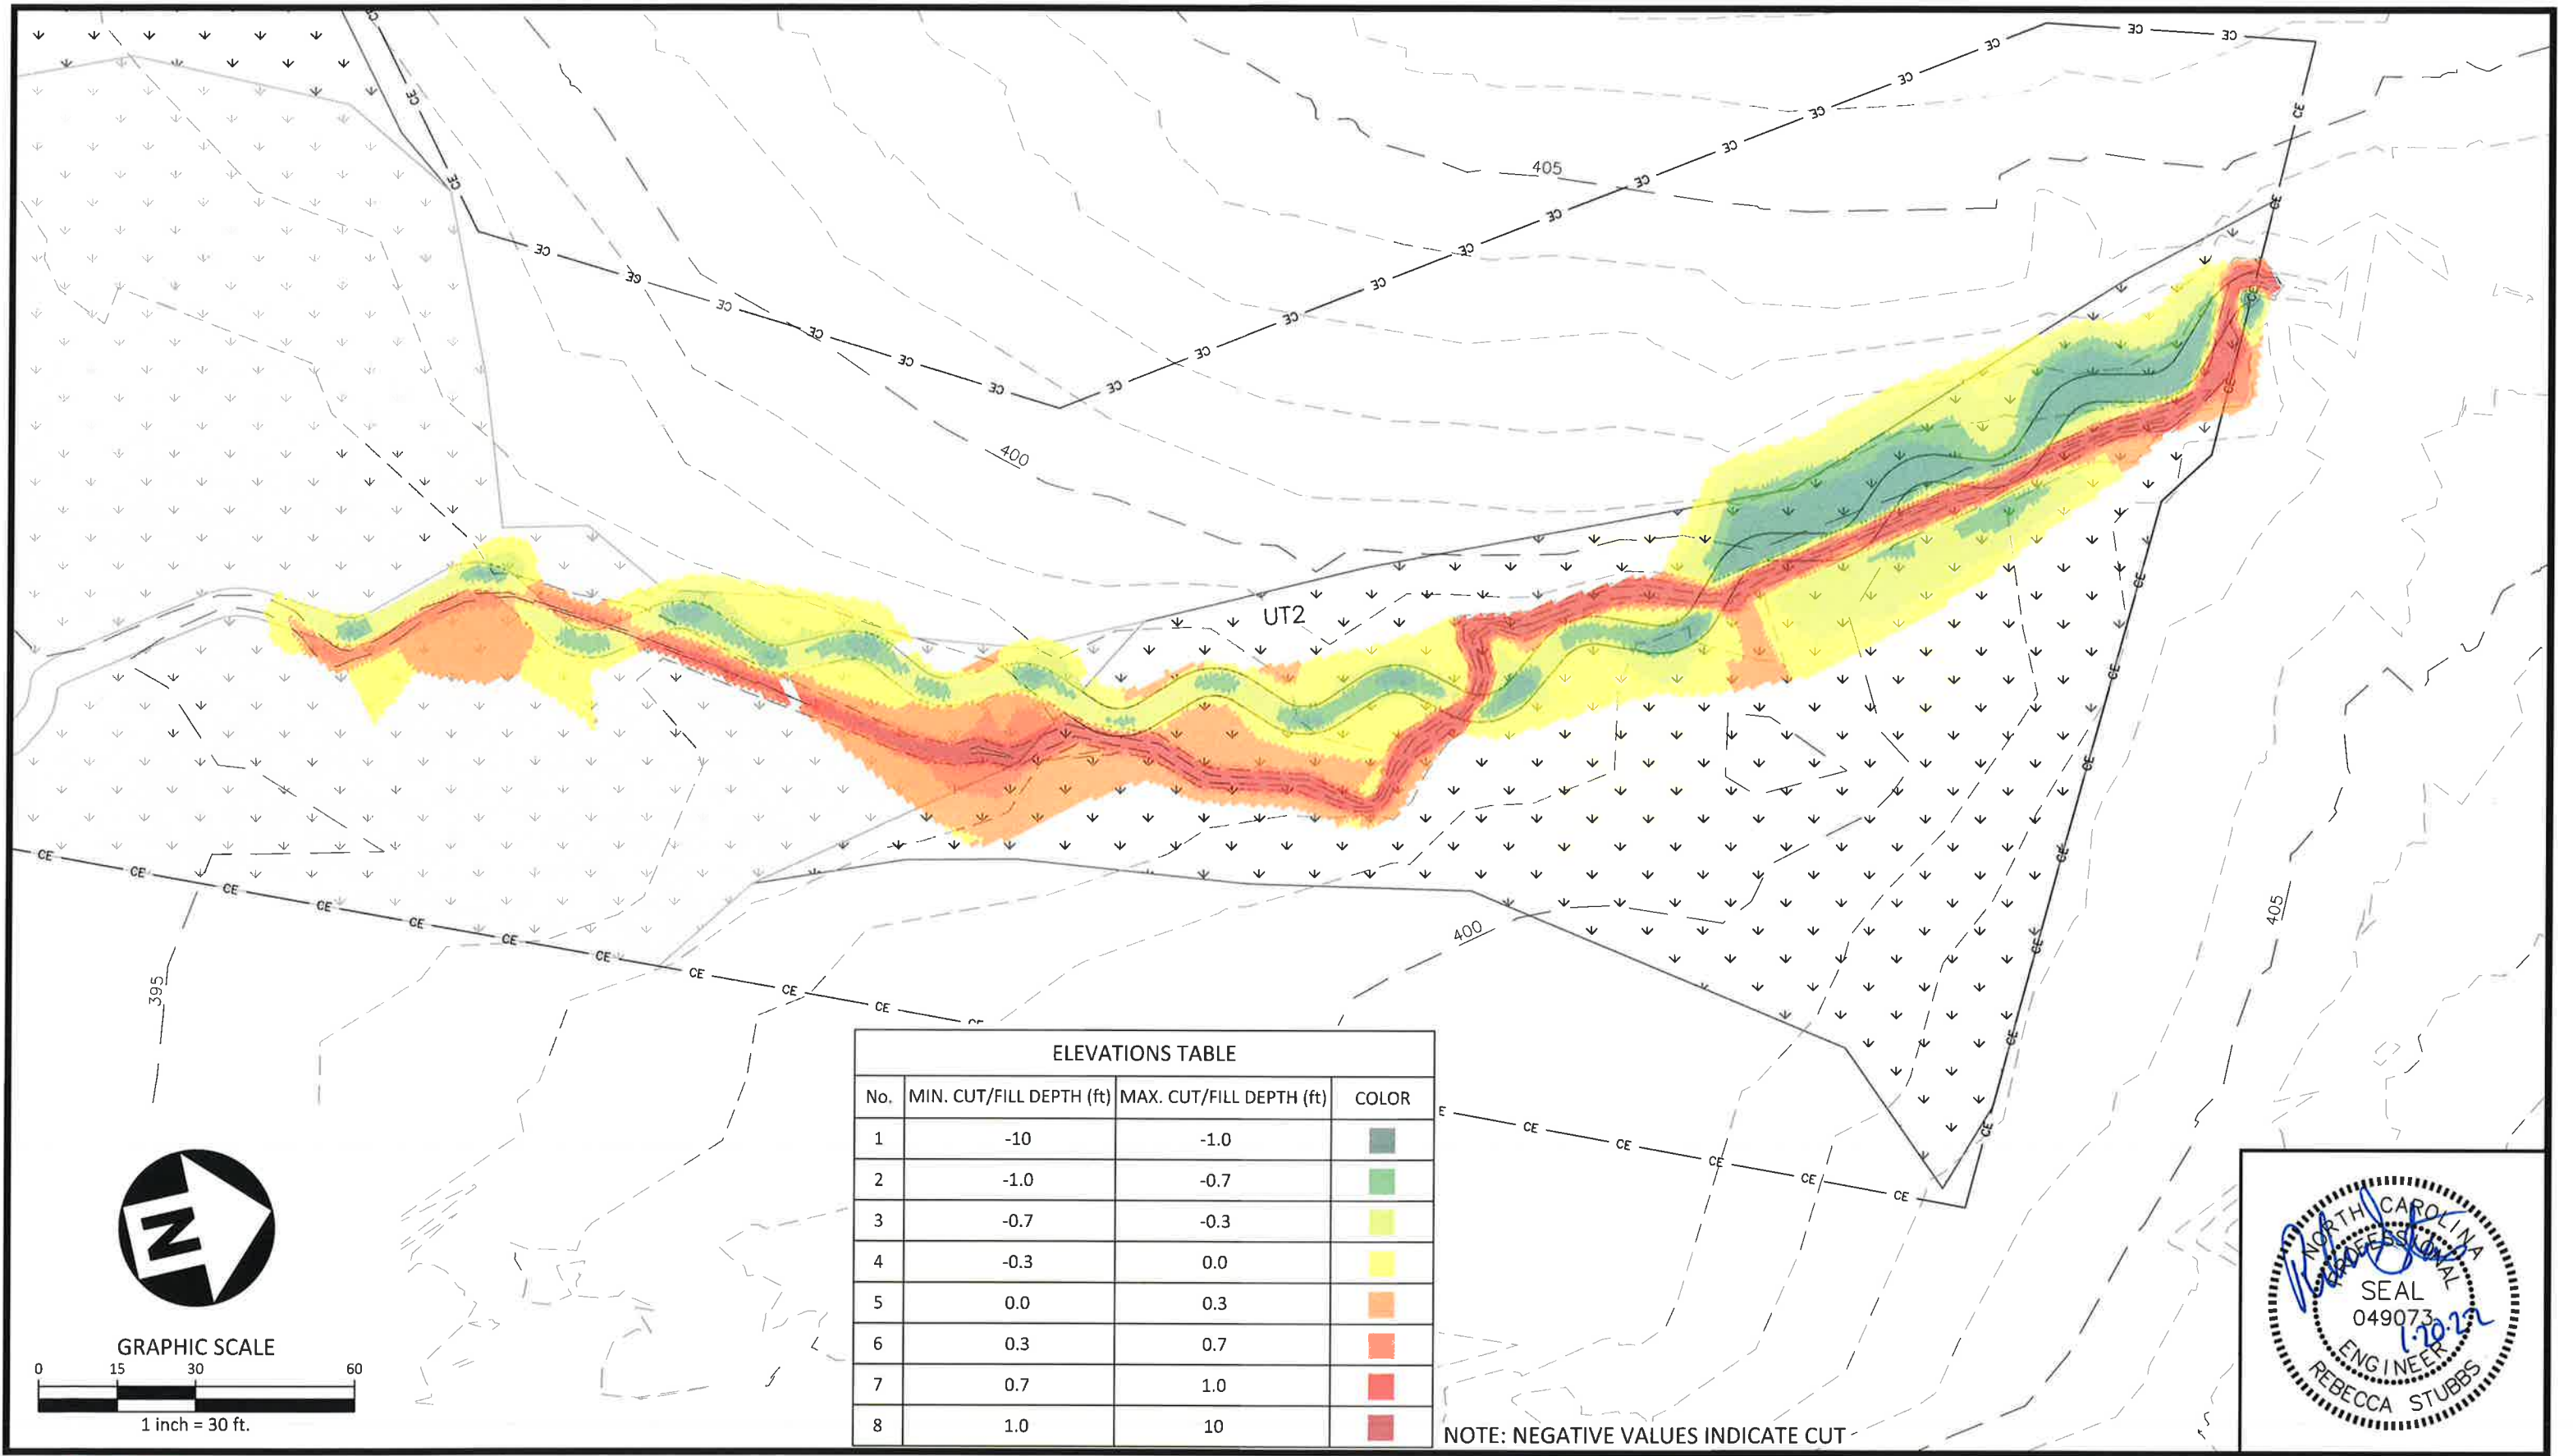 405
400
UT2
405
400
395
CE
ELEVATIONS TABLE
No. MIN. CUT/FILL DEPTH (ft) MAX. CUT/FILL DEPTH (ft) COLOR
1 -10 -1.0
2 -1.0 -0.7
3 -0.7 -0.3
4 -0.3 0.0
5 0.0 0.3
6 0.3 0.7
7 0.7 1.0
8 1.0 10
NOTE: NEGATIVE VALUES INDICATE CUT
N
GRAPHIC SCALE
0 15 30 60
1 inch = 30 ft.
NORTH CAROLINA
PROFESSIONAL
SEAL
049073
1.20.22
ENGINEER
REBECCA STUBBS